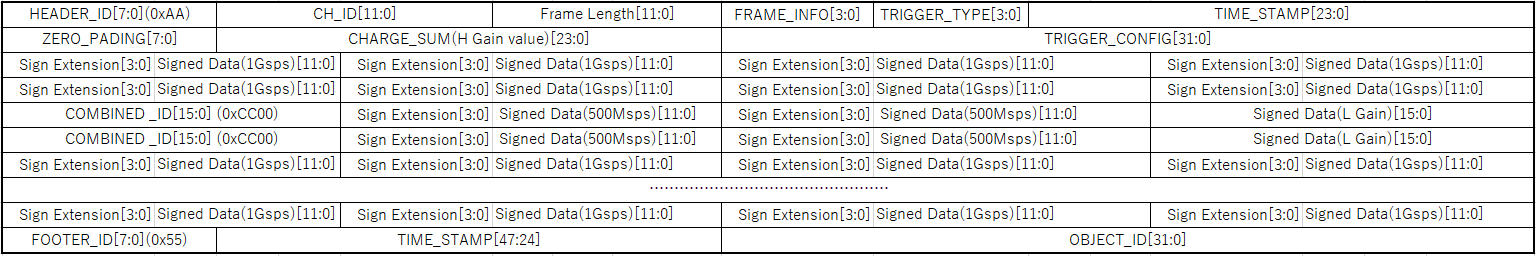 HEADER_ID[7:0](0xAA) CH_ID[11:0] Frame Length[11:0] FRAME_INFO[3:0] TRIGGER_TYPE[3:0] TIME_STAMP[23:0]
ZERO_PADING[7:0] CHARGE_SUM(H Gain value)[23:0] TRIGGER_CONFIG[31:0]
Sign Extension[3:0] Signed Data(1Gsps)[11:0] Sign Extension[3:0] Signed Data(1Gsps)[11:0] Sign Extension[3:0] Signed Data(1Gsps)[11:0] Sign Extension[3:0] Signed Data(1Gsps)[11:0]
Sign Extension[3:0] Signed Data(1Gsps)[11:0] Sign Extension[3:0] Signed Data(1Gsps)[11:0] Sign Extension[3:0] Signed Data(1Gsps)[11:0] Sign Extension[3:0] Signed Data(1Gsps)[11:0]
COMBINED _ID[15:0] (0xCC00) Sign Extension[3:0] Signed Data(500Msps)[11:0] Sign Extension[3:0] Signed Data(500Msps)[11:0] Signed Data(L Gain)[15:0]
COMBINED _ID[15:0] (0xCC00) Sign Extension[3:0] Signed Data(500Msps)[11:0] Sign Extension[3:0] Signed Data(500Msps)[11:0] Signed Data(L Gain)[15:0]
Sign Extension[3:0] Signed Data(1Gsps)[11:0] Sign Extension[3:0] Signed Data(1Gsps)[11:0] Sign Extension[3:0] Signed Data(1Gsps)[11:0] Sign Extension[3:0] Signed Data(1Gsps)[11:0]
................................................
Sign Extension[3:0] Signed Data(1Gsps)[11:0] Sign Extension[3:0] Signed Data(1Gsps)[11:0] Sign Extension[3:0] Signed Data(1Gsps)[11:0] Sign Extension[3:0] Signed Data(1Gsps)[11:0]
FOOTER_ID[7:0](0x55) TIME_STAMP[47:24] OBJECT_ID[31:0]